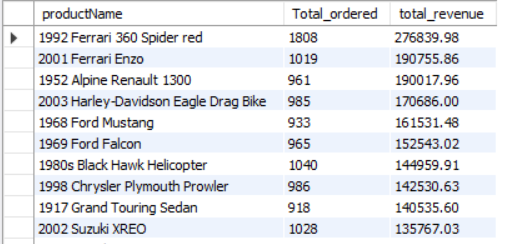 productName Total_ordered total_revenue
1992 Ferrari 360 Spider red 1808 276839.98
2001 Ferrari Enzo 1019 190755.86
1952 Alpine Renault 1300 961 190017.96
2003 Harley-Davidson Eagle Drag Bike 985 170686.00
1968 Ford Mustang 933 161531.48
1969 Ford Falcon 965 152543.02
1980s Black Hawk Helicopter 1040 144959.91
1998 Chrysler Plymouth Prowler 986 142530.63
1917 Grand Touring Sedan 918 140535.60
2002 Suzuki XREO 1028 135767.03